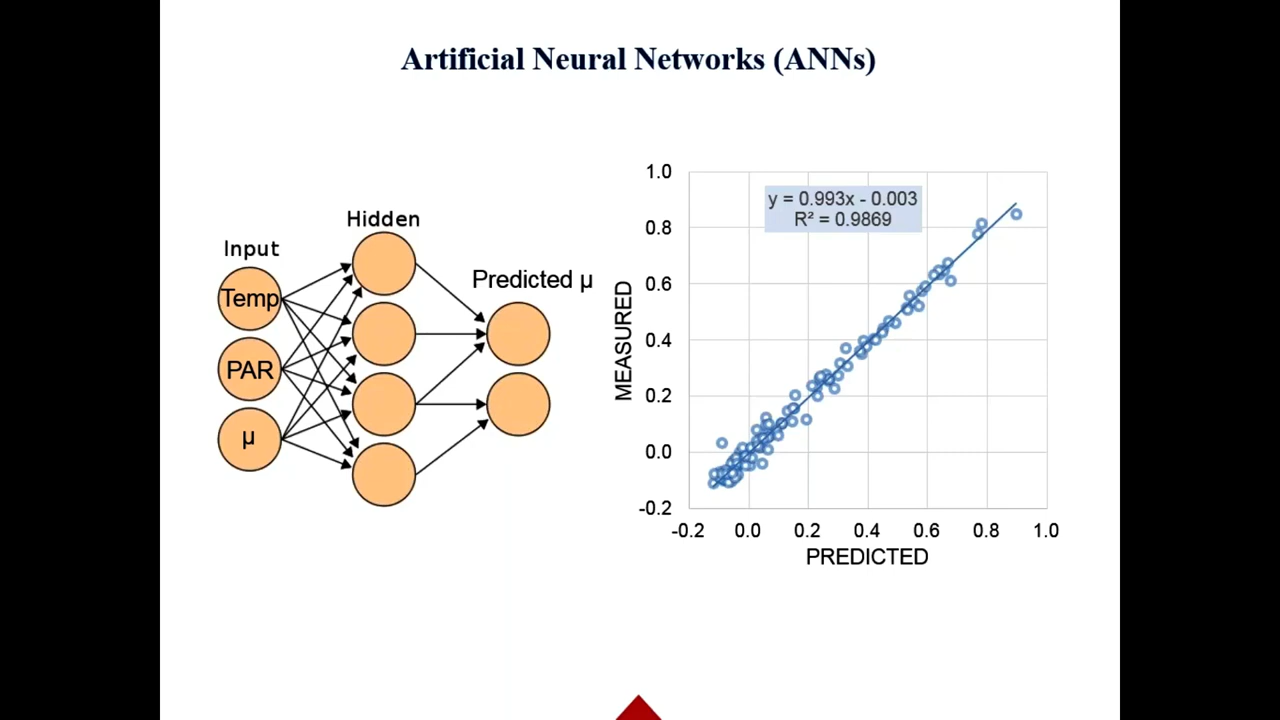 Artificial Neural Networks (ANNs)
Hidden
Input
Predicted μ
Temp
PAR
μ
1.0
0.8
0.6
0.4
0.2
0.0
-0.2
MEASURED
y = 0.993x - 0.003
R² = 0.9869
-0.2 0.0 0.2 0.4 0.6 0.8 1.0
PREDICTED